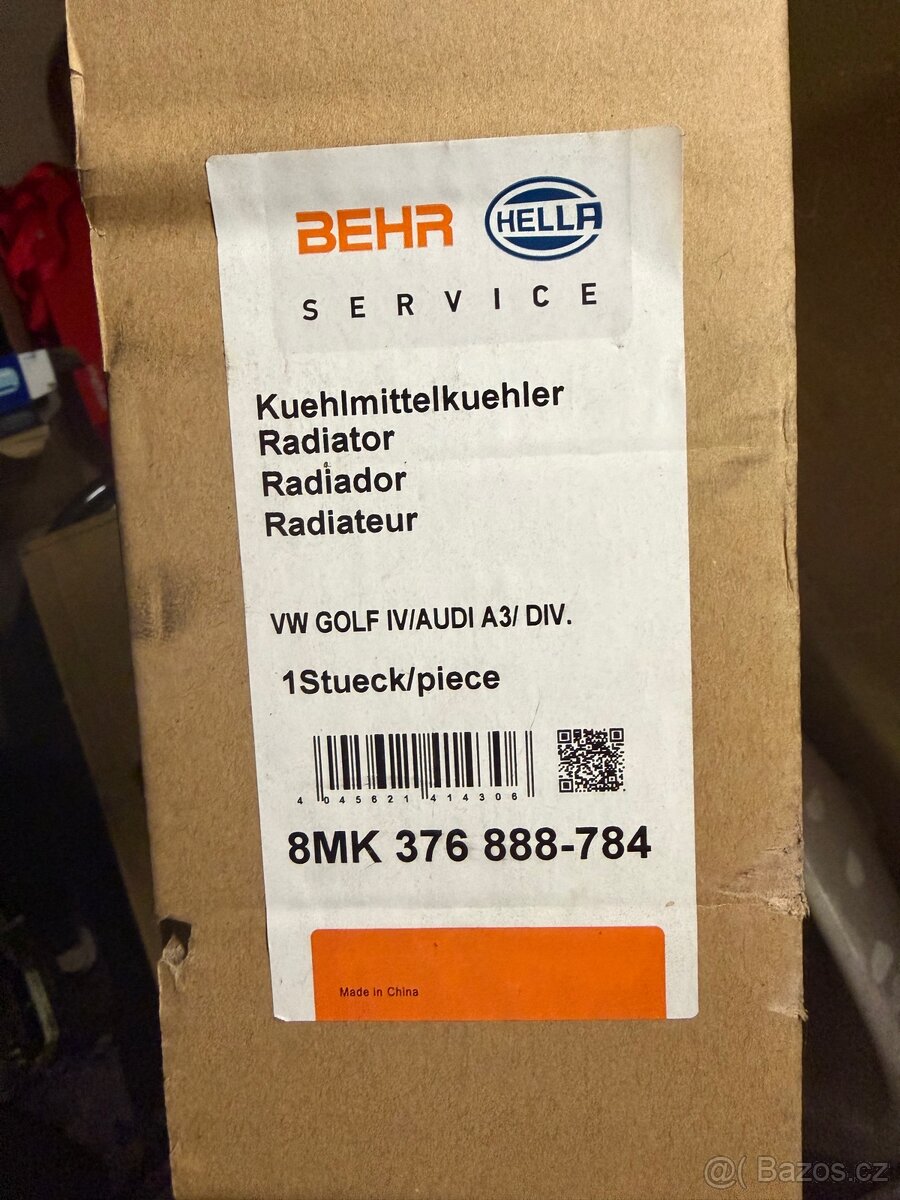 BEHR HELLA
SERVICE
Kuehlmittelkuehler
Radiator
Radiador
Radiateur
VW GOLF IV/AUDI A3/ DIV.
1Stueck/piece
4 045621 414306
8MK 376 888-784
Made in China
@( Bazos.cz